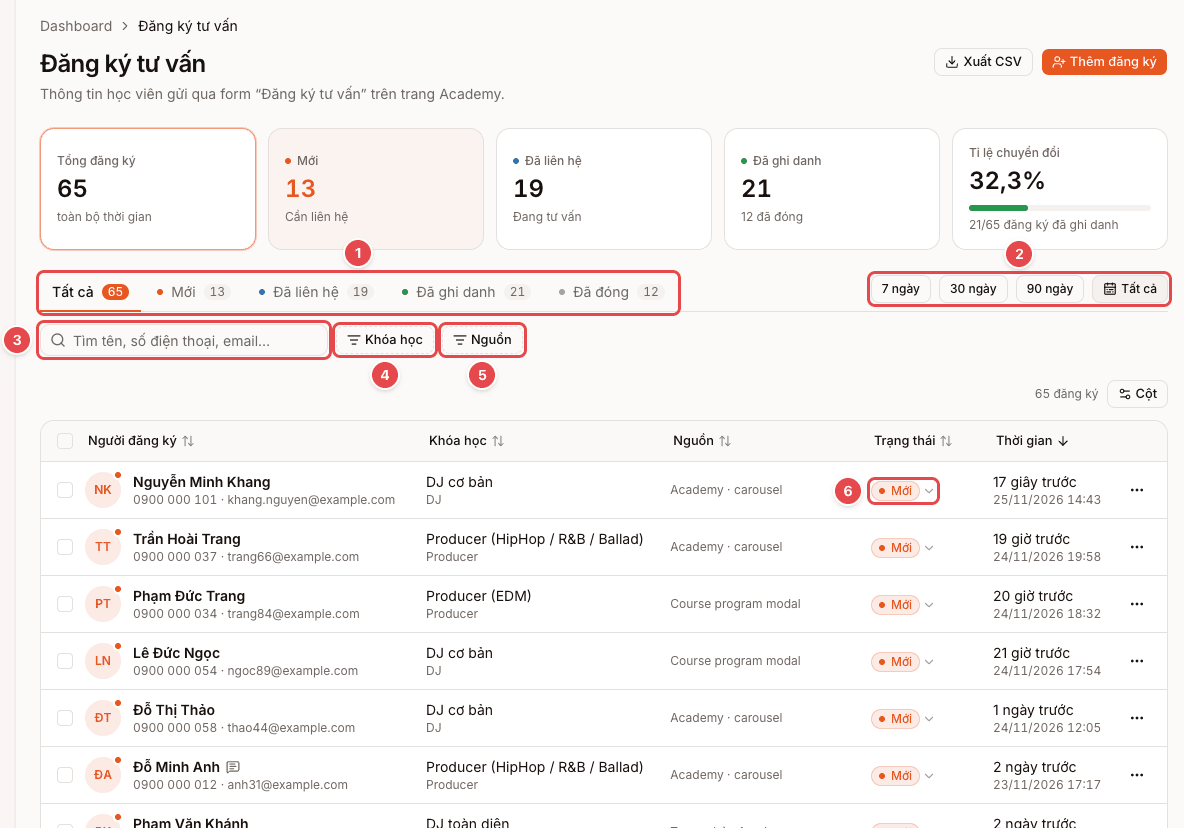 Dashboard > Đăng ký tư vấn
Đăng ký tư vấn
Xuất CSV
Thêm đăng ký
Thông tin học viên gửi qua form “Đăng ký tư vấn” trên trang Academy.
Tổng đăng ký
65
toàn bộ thời gian
Mới
13
Cần liên hệ
Đã liên hệ
19
Đang tư vấn
Đã ghi danh
21
12 đã đóng
Tỉ lệ chuyển đổi
32,3%
21/65 đăng ký đã ghi danh
1
2
Tất cả 65 Mới 13 Đã liên hệ 19 Đã ghi danh 21 Đã đóng 12
7 ngày 30 ngày 90 ngày Tất cả
3
Tìm tên, số điện thoại, email...
Khóa học
Nguồn
4
5
65 đăng ký
Cột
Người đăng ký Khóa học Nguồn Trạng thái Thời gian
NK
Nguyễn Minh Khang
0900 000 101 · khang.nguyen@example.com
DJ cơ bản
DJ
Academy · carousel
6
Mới
17 giây trước
25/11/2026 14:43
TT
Trần Hoài Trang
0900 000 037 · trang66@example.com
Producer (HipHop / R&B / Ballad)
Producer
Academy · carousel
Mới
19 giờ trước
24/11/2026 19:58
PT
Phạm Đức Trang
0900 000 034 · trang84@example.com
Producer (EDM)
Producer
Course program modal
Mới
20 giờ trước
24/11/2026 18:32
LN
Lê Đức Ngọc
0900 000 054 · ngoc89@example.com
DJ cơ bản
DJ
Course program modal
Mới
21 giờ trước
24/11/2026 17:54
ĐT
Đỗ Thị Thảo
0900 000 058 · thao44@example.com
DJ cơ bản
DJ
Academy · carousel
Mới
1 ngày trước
24/11/2026 12:05
ĐA
Đỗ Minh Anh
0900 000 012 · anh31@example.com
Producer (HipHop / R&B / Ballad)
Producer
Academy · carousel
Mới
2 ngày trước
23/11/2026 17:17
Phạm Văn Khánh
DJ toàn diện
2 ngày trước